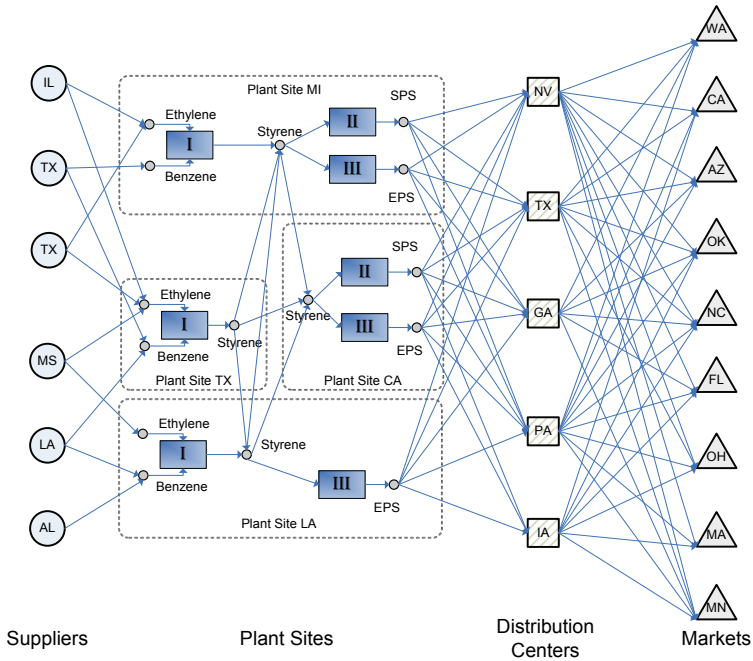 WA
Plant Site MI
SPS
IL
NV
CA
Ethylene
Styrene
II
I
TX
III
AZ
Benzene
EPS
TX
TX
OK
SPS
II
Ethylene
Styrene
GA
NC
I
III
Styrene
MS
Benzene
EPS
Plant Site TX
Plant Site CA
FL
Ethylene
PA
LA
I
Styrene
OH
III
Benzene
EPS
AL
Plant Site LA
IA
MA
MN
Suppliers
Plant Sites
Distribution
Centers
Markets